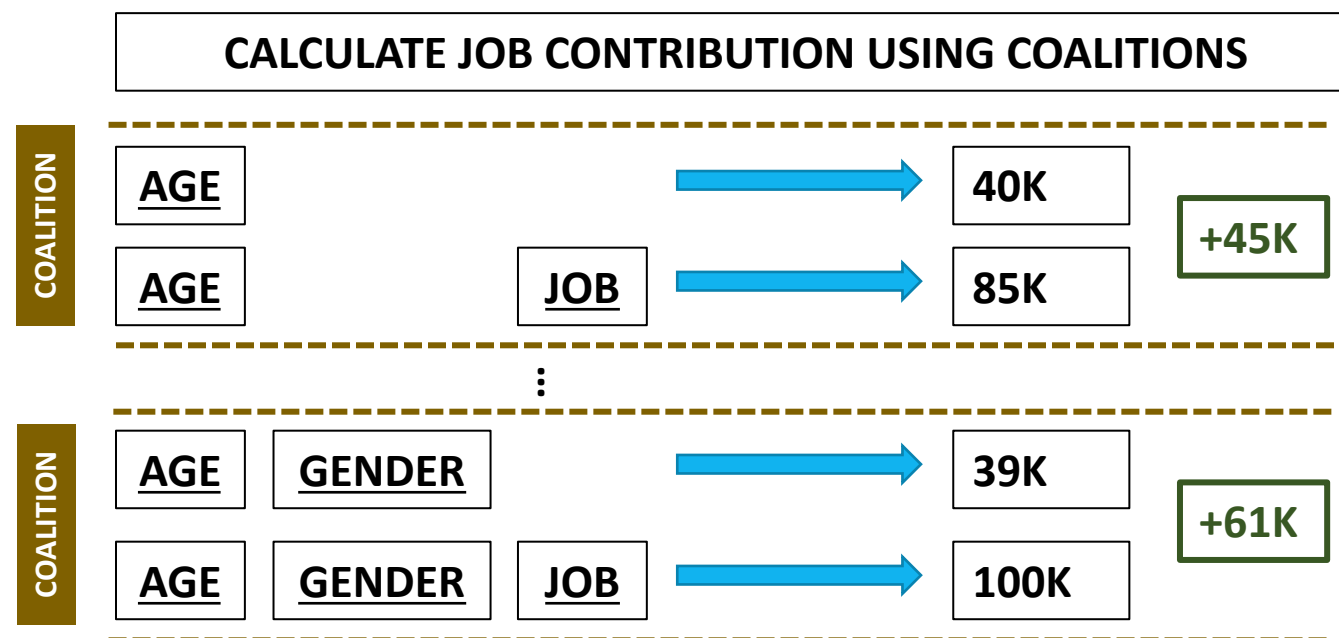 CALCULATE JOB CONTRIBUTION USING COALITIONS
COALITION
AGE 40K
+45K
AGE JOB 85K
...
COALITION
AGE GENDER 39K
+61K
AGE GENDER JOB 100K